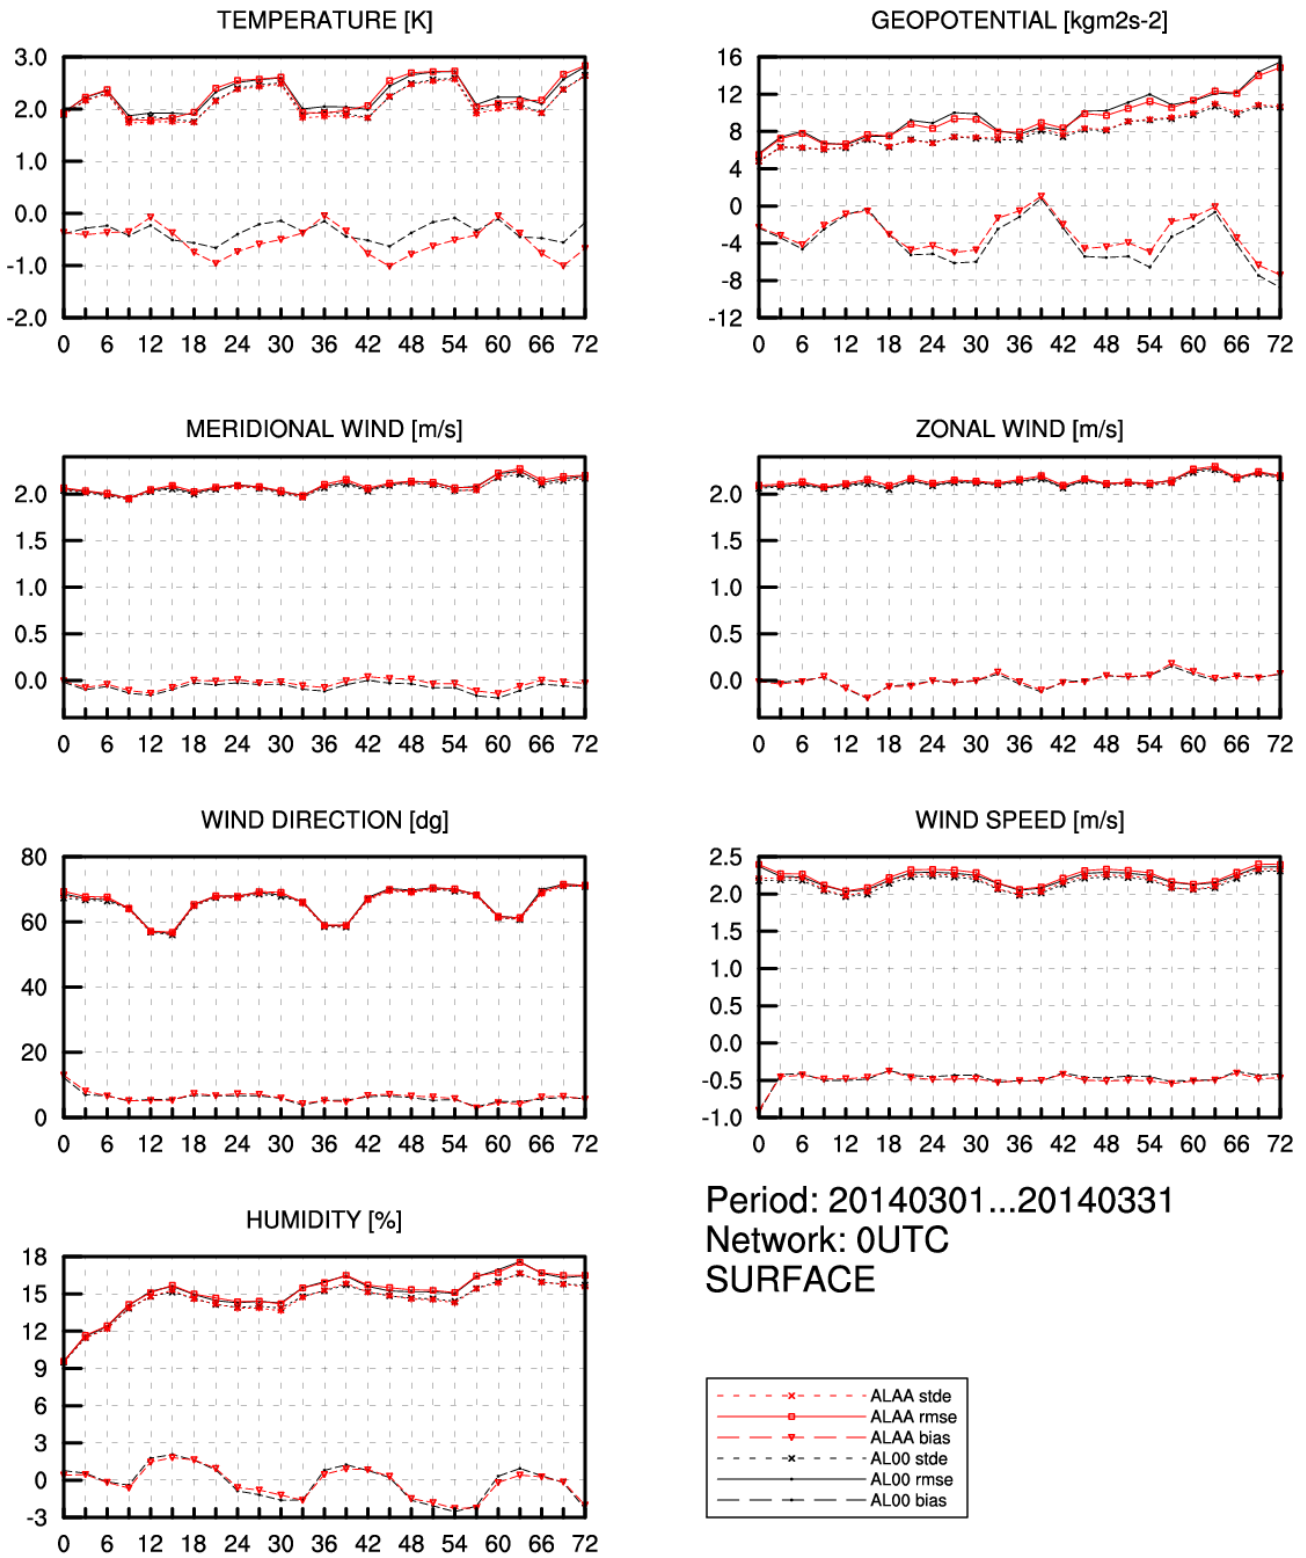 TEMPERATURE [K]
3.0
2.0
1.0
0.0
-1.0
-2.0
0 6 12 18 24 30 36 42 48 54 60 66 72
GEOPOTENTIAL [kgm2s-2]
16
12
8
4
0
-4
-8
-12
0 6 12 18 24 30 36 42 48 54 60 66 72
MERIDIONAL WIND [m/s]
2.0
1.5
1.0
0.5
0.0
0 6 12 18 24 30 36 42 48 54 60 66 72
ZONAL WIND [m/s]
2.0
1.5
1.0
0.5
0.0
0 6 12 18 24 30 36 42 48 54 60 66 72
WIND DIRECTION [dg]
80
60
40
20
0
0 6 12 18 24 30 36 42 48 54 60 66 72
WIND SPEED [m/s]
2.5
2.0
1.5
1.0
0.5
0.0
-0.5
-1.0
0 6 12 18 24 30 36 42 48 54 60 66 72
HUMIDITY [%]
18
15
12
9
6
3
0
-3
0 6 12 18 24 30 36 42 48 54 60 66 72
Period: 20140301...20140331
Network: 0UTC
SURFACE
ALAA stde
ALAA rmse
ALAA bias
AL00 stde
AL00 rmse
AL00 bias